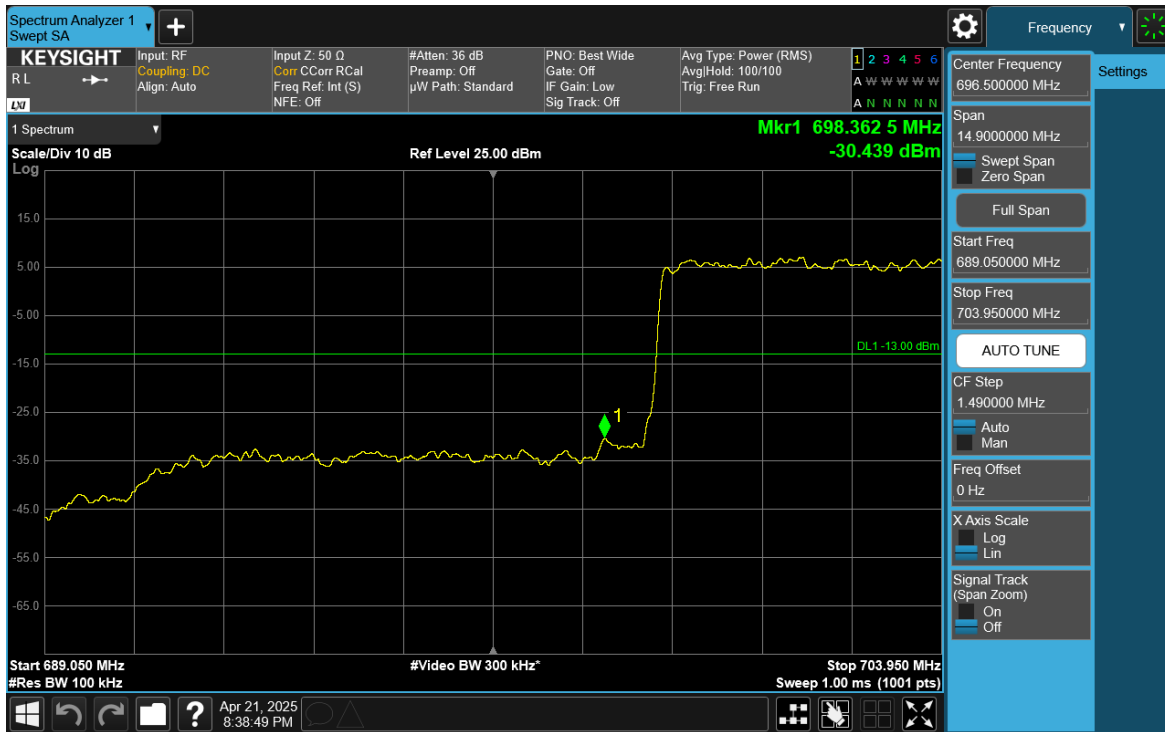 Spectrum Analyzer 1
Swept SA
Frequency
KEYSIGHT
R L
LXI
Input: RF
Coupling: DC
Align: Auto
Input Z: 50 Ω
Corr CCorr RCal
Freq Ref: Int (S)
NFE: Off
#Atten: 36 dB
Preamp: Off
µW Path: Standard
PNO: Best Wide
Gate: Off
IF Gain: Low
Sig Track: Off
Avg Type: Power (RMS)
Avg|Hold: 100/100
Trig: Free Run
1 2 3 4 5 6
A W W W W W
A N N N N N
1 Spectrum
Scale/Div 10 dB
Log
Ref Level 25.00 dBm
Mkr1 698.362 5 MHz
-30.439 dBm
15.0
5.00
-5.00
-15.0
-25.0
-35.0
-45.0
-55.0
-65.0
DL1 -13.00 dBm
1
Start 689.050 MHz
#Res BW 100 kHz
#Video BW 300 kHz*
Stop 703.950 MHz
Sweep 1.00 ms (1001 pts)
Apr 21, 2025
8:38:49 PM
?
Center Frequency
696.500000 MHz
Settings
Span
14.9000000 MHz
Swept Span
Zero Span
Full Span
Start Freq
689.050000 MHz
Stop Freq
703.950000 MHz
AUTO TUNE
CF Step
1.490000 MHz
Auto
Man
Freq Offset
0 Hz
X Axis Scale
Log
Lin
Signal Track
(Span Zoom)
On
Off